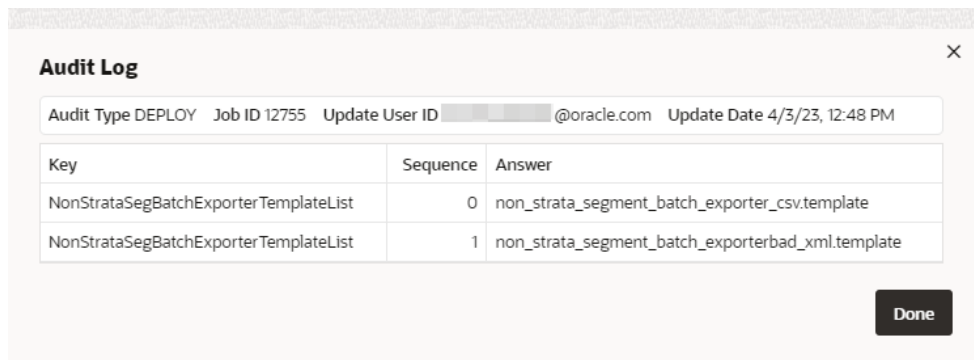 Audit Log
Audit Type DEPLOY Job ID 12755 Update User ID @oracle.com Update Date 4/3/23, 12:48 PM
Key Sequence Answer
NonStrataSegBatchExporterTemplateList 0 non_strata_segment_batch_exporter_csv.template
NonStrataSegBatchExporterTemplateList 1 non_strata_segment_batch_exporterbad_xml.template
Done